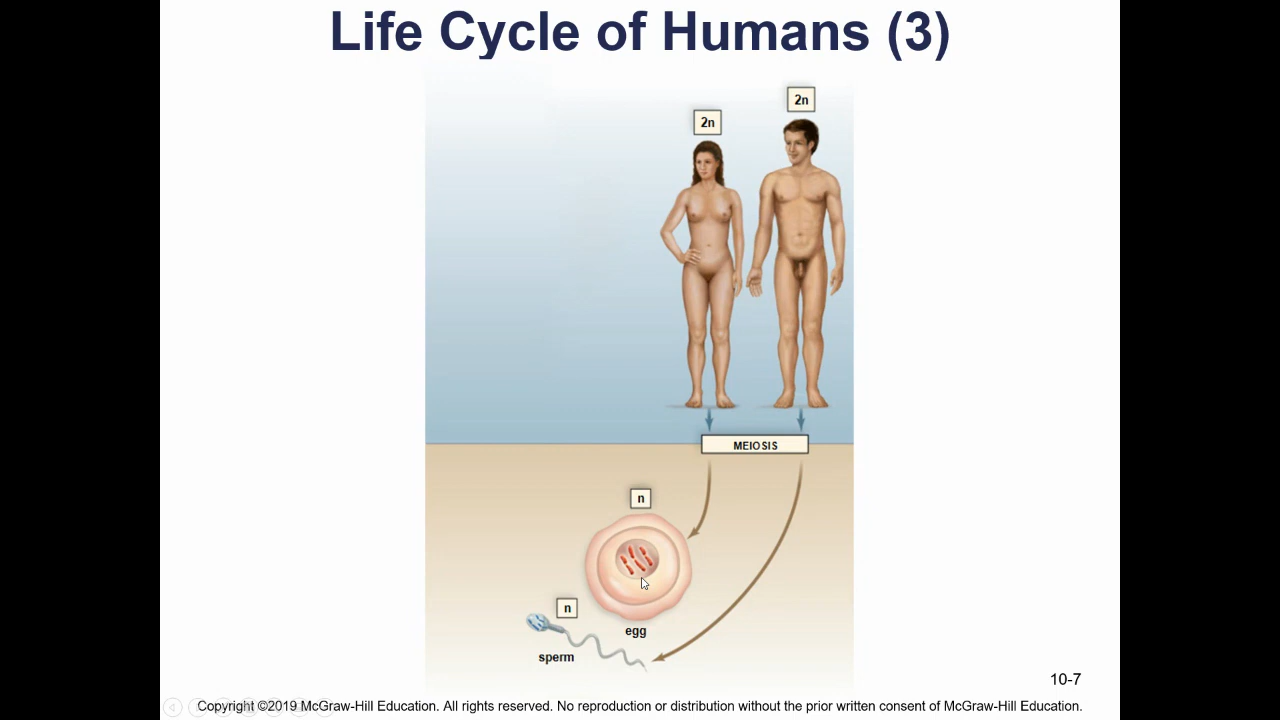 Life Cycle of Humans (3)
2n
2n
MEIOSIS
n
n
egg
sperm
10-7
Copyright ©2019 McGraw-Hill Education. All rights reserved. No reproduction or distribution without the prior written consent of McGraw-Hill Education.